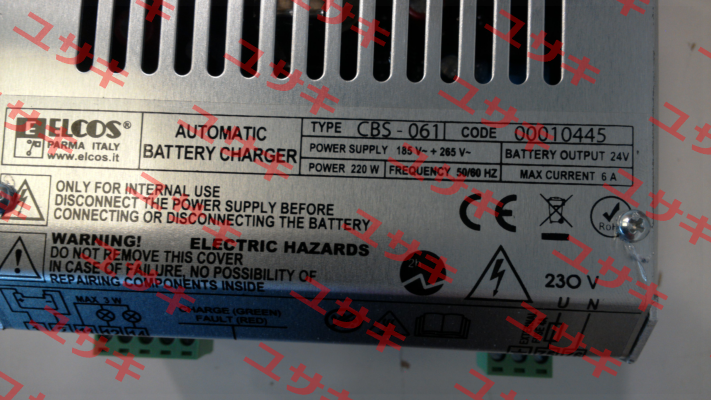 ELCOS®
PARMA ITALY
www.elcos.it
AUTOMATIC
BATTERY CHARGER
TYPE CBS - 061 CODE 00010445
POWER SUPPLY 185 V~ ÷ 265 V~ BATTERY OUTPUT 24V
POWER 220 W FREQUENCY 50/60 HZ MAX CURRENT 6 A
ONLY FOR INTERNAL USE
DISCONNECT THE POWER SUPPLY BEFORE
CONNECTING OR DISCONNECTING THE BATTERY
CE
RoHS
WARNING! ELECTRIC HAZARDS
DO NOT REMOVE THIS COVER
IN CASE OF FAILURE, NO POSSIBILITY OF
REPAIRING COMPONENTS INSIDE
230 V
U N
MAX 3 W
CHARGE (GREEN)
FAULT (RED)
ユサキ